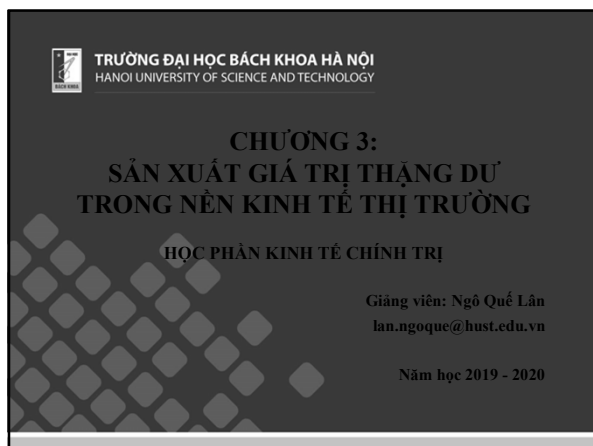 BÁCH KHOA
TRƯỜNG ĐẠI HỌC BÁCH KHOA HÀ NỘI
HANOI UNIVERSITY OF SCIENCE AND TECHNOLOGY
CHƯƠNG 3:
SẢN XUẤT GIÁ TRỊ THẶNG DƯ
TRONG NỀN KINH TẾ THỊ TRƯỜNG
HỌC PHẦN KINH TẾ CHÍNH TRỊ
Giảng viên: Ngô Quế Lân
lan.ngoque@hust.edu.vn
Năm học 2019 - 2020